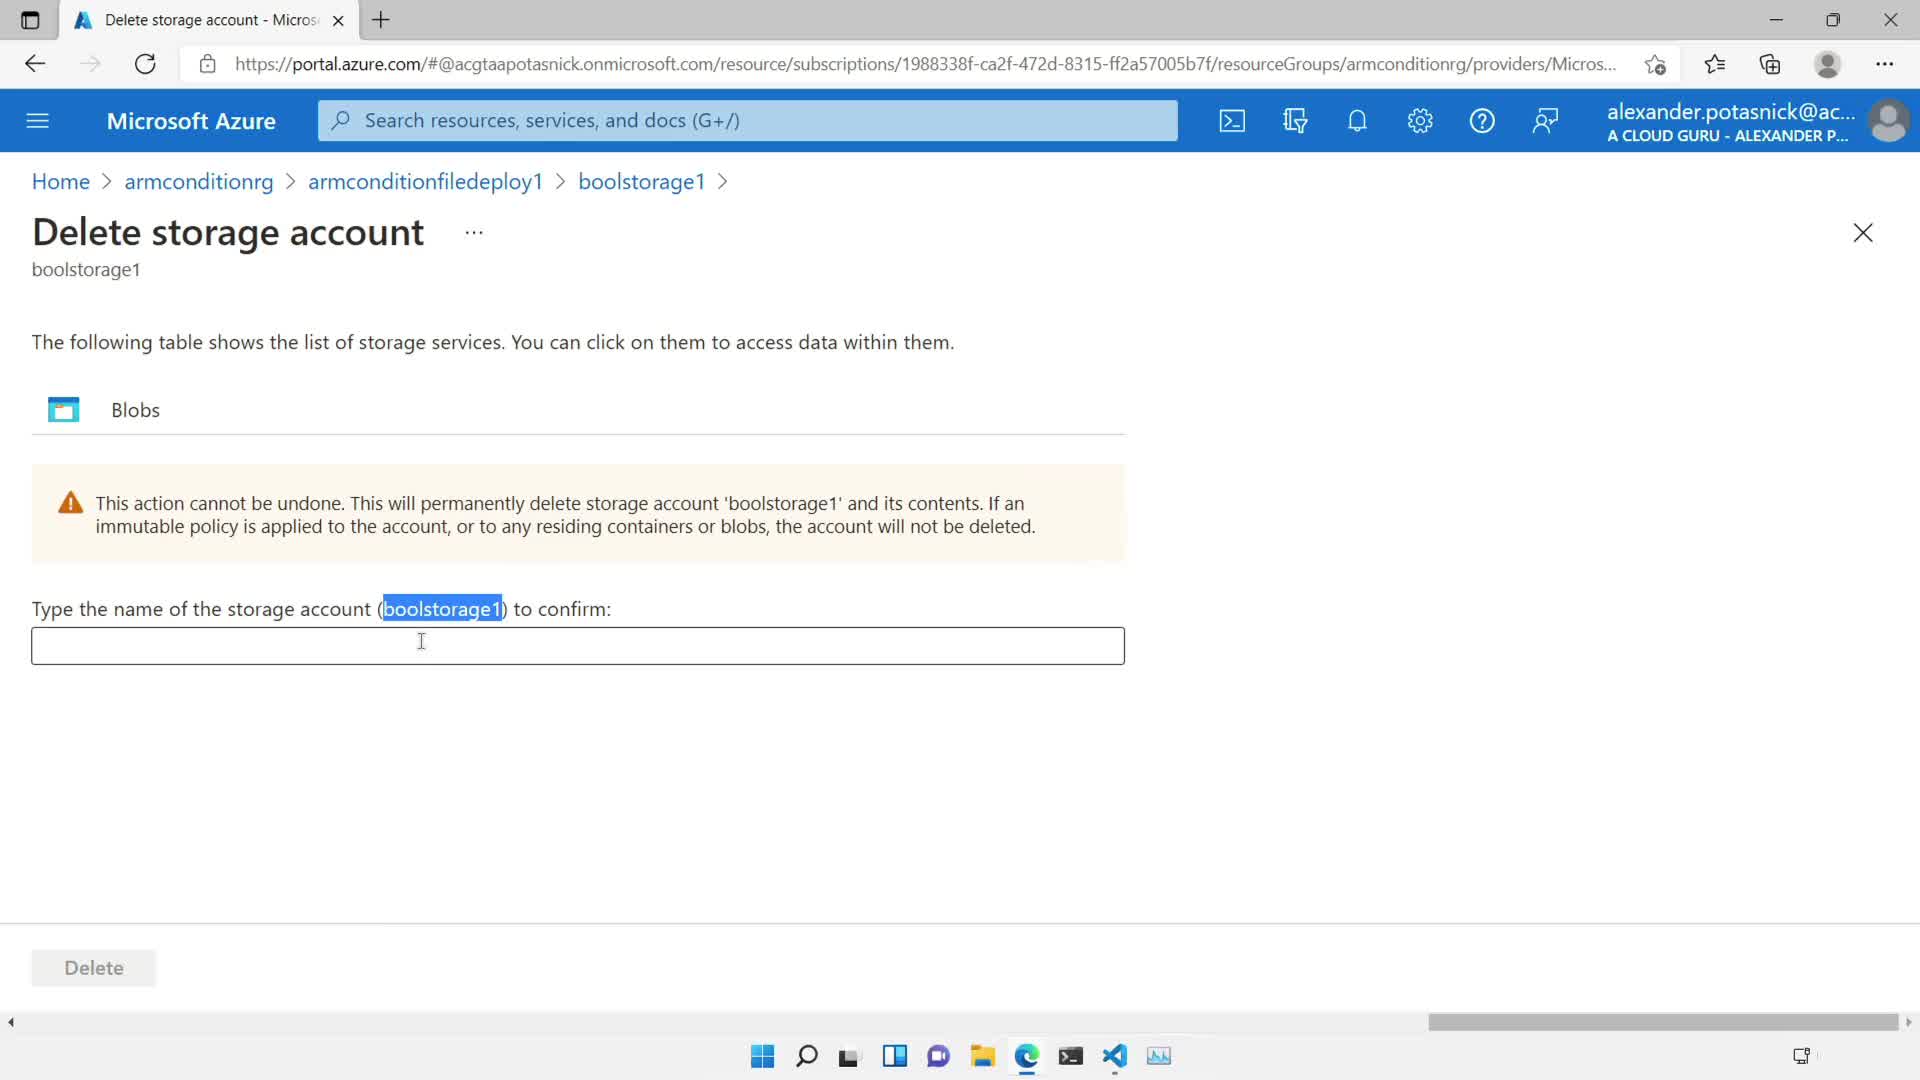 Delete storage account - Micros
https://portal.azure.com/#@acgtaapotasnick.onmicrosoft.com/resource/subscriptions/1988338f-ca2f-472d-8315-ff2a57005b7f/resourceGroups/armconditionrg/providers/Micros...
Microsoft Azure
Search resources, services, and docs (G+/)
alexander.potasnick@ac...
A CLOUD GURU - ALEXANDER P...
Home > armconditionrg > armconditionfiledeploy1 > boolstorage1 >
Delete storage account ...
boolstorage1
The following table shows the list of storage services. You can click on them to access data within them.
Blobs
This action cannot be undone. This will permanently delete storage account 'boolstorage1' and its contents. If an
immutable policy is applied to the account, or to any residing containers or blobs, the account will not be deleted.
Type the name of the storage account (boolstorage1) to confirm:
Delete